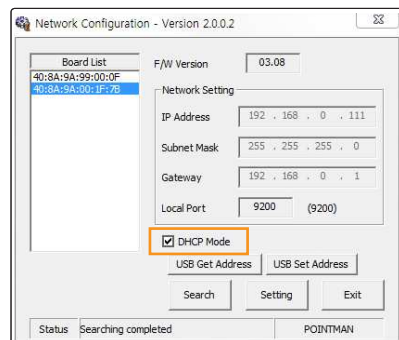 Network Configuration - Version 2.0.0.2
Board List
40:8A:9A:99:00:0F
40:8A:9A:00:1F:7B
F/W Version 03.08
Network Setting
IP Address 192 . 168 . 0 . 111
Subnet Mask 255 . 255 . 255 . 0
Gateway 192 . 168 . 0 . 1
Local Port 9200 (9200)
DHCP Mode
USB Get Address USB Set Address
Search Setting Exit
Status Searching completed POINTMAN